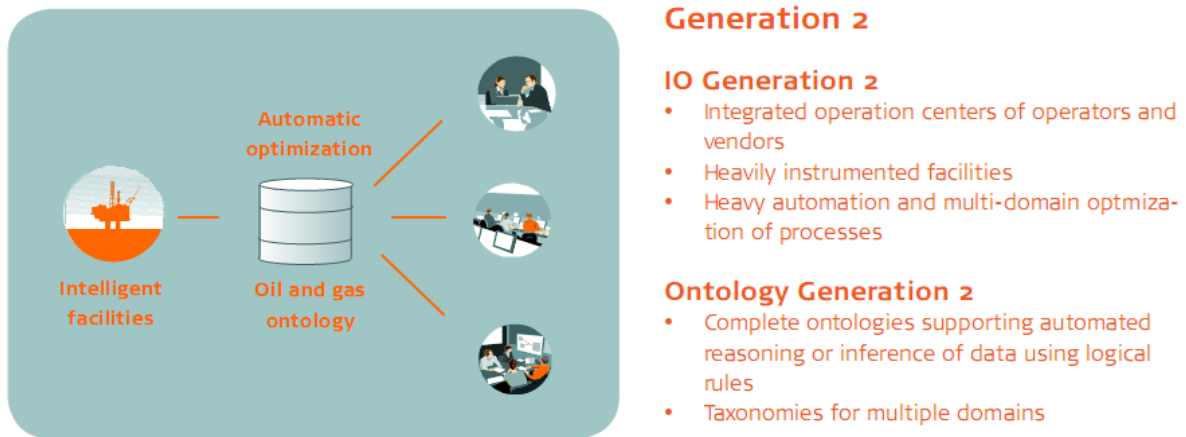 Automatic
optimization
Intelligent
facilities
Oil and gas
ontology
Generation 2
IO Generation 2
• Integrated operation centers of operators and
vendors
• Heavily instrumented facilities
• Heavy automation and multi-domain optmiza-
tion of processes
Ontology Generation 2
• Complete ontologies supporting automated
reasoning or inference of data using logical
rules
• Taxonomies for multiple domains